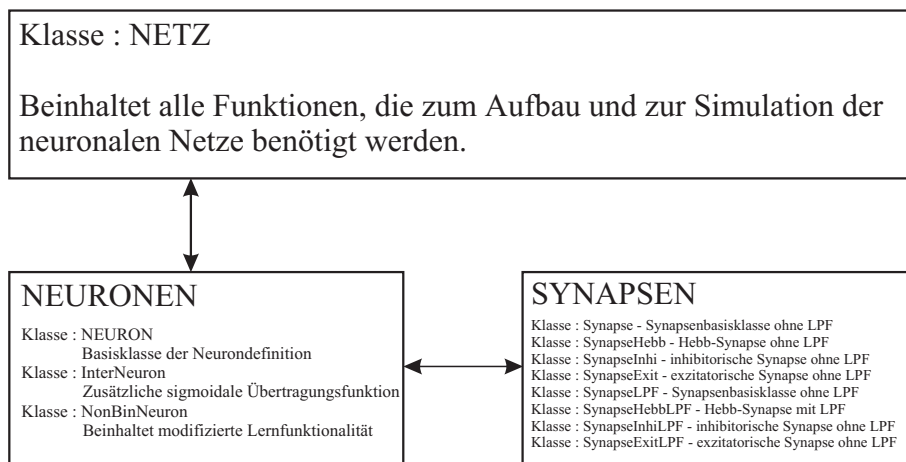 Klasse : NETZ
Beinhaltet alle Funktionen, die zum Aufbau und zur Simulation der
neuronalen Netze benötigt werden.
NEURONEN
Klasse : NEURON
Basisklasse der Neurondefinition
Klasse : InterNeuron
Zusätzliche sigmoidale Übertragungsfunktion
Klasse : NonBinNeuron
Beinhaltet modifizierte Lernfunktionalität
SYNAPSEN
Klasse : Synapse - Synapsenbasisklasse ohne LPF
Klasse : SynapseHebb - Hebb-Synapse ohne LPF
Klasse : SynapseInhi - inhibitorische Synapse ohne LPF
Klasse : SynapseExit - exzitatorische Synapse ohne LPF
Klasse : SynapseLPF - Synapsenbasisklasse ohne LPF
Klasse : SynapseHebbLPF - Hebb-Synapse mit LPF
Klasse : SynapseInhiLPF - inhibitorische Synapse ohne LPF
Klasse : SynapseExitLPF - exzitatorische Synapse ohne LPF